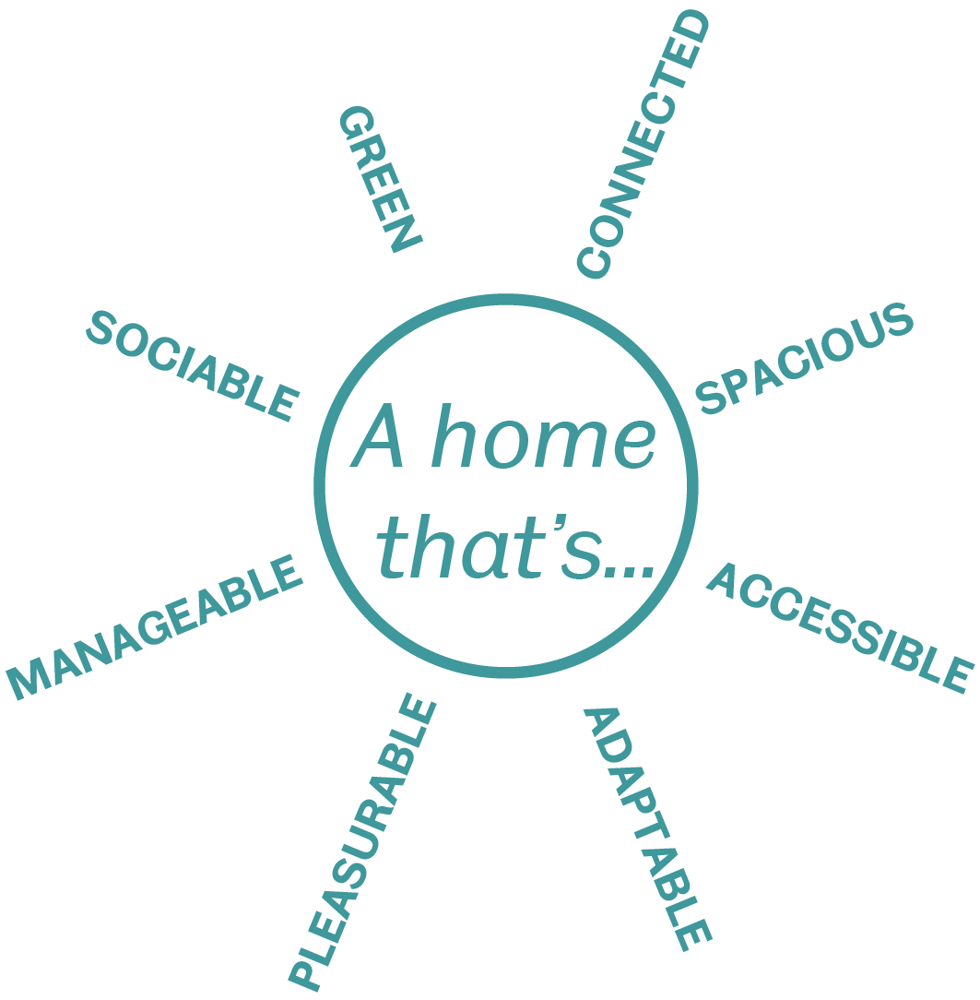 A home
that’s...
CONNECTED
SPACIOUS
ACCESSIBLE
ADAPTABLE
PLEASURABLE
MANAGEABLE
SOCIABLE
GREEN